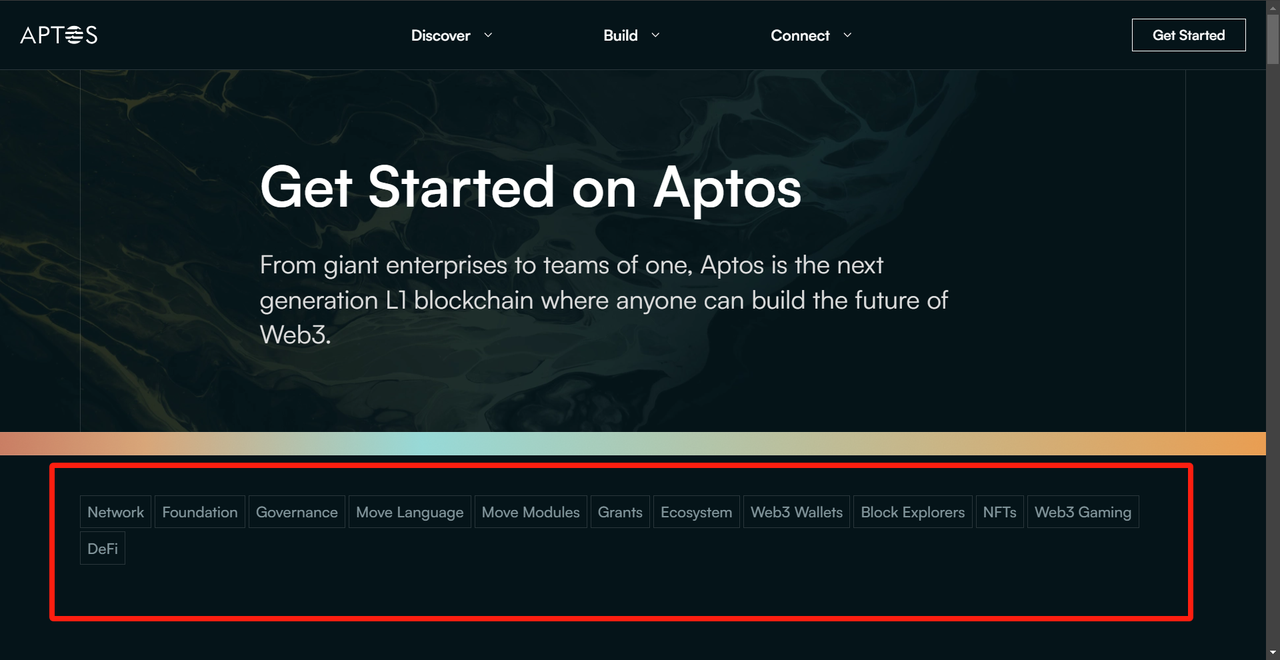 APTOS
Discover Build Connect Get Started
Get Started on Aptos
From giant enterprises to teams of one, Aptos is the next
generation L1 blockchain where anyone can build the future of
Web3.
Network Foundation Governance Move Language Move Modules Grants Ecosystem Web3 Wallets Block Explorers NFTs Web3 Gaming
DeFi